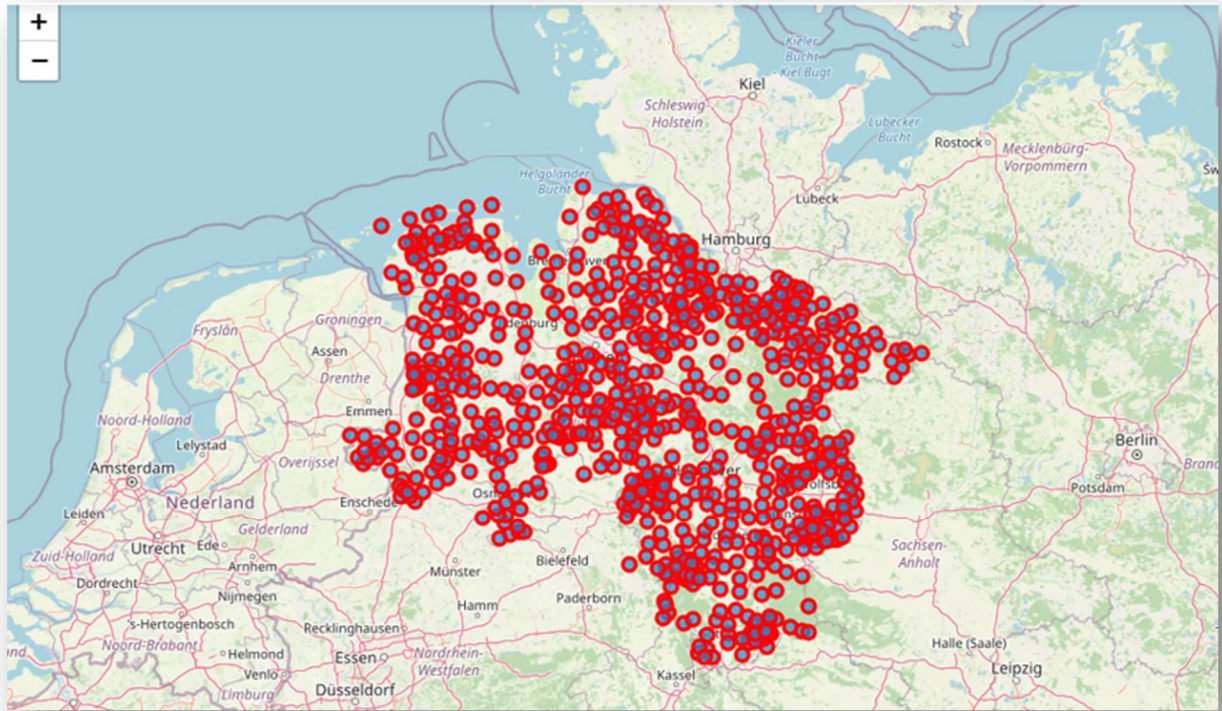 +
−
Kieler
Bucht
- Kiel Bugt
Kiel
Schleswig-
Holstein
Lübecker
Bucht
Rostock
Mecklenburg-
Vorpommern
Helgoländer
Bucht
Lübeck
Hamburg
Fryslân
Groningen
Assen
Drenthe
Emmen
Noord-Holland
Lelystad
Overijssel
Amsterdam
Nederland
Enschede
Leiden
Gelderland
Utrecht
Ede
Zuid-Holland
Arnhem
Dordrecht
Nijmegen
's-Hertogenbosch
Noord-Brabant
Helmond
Venlo
Limburg
Münster
Bielefeld
Hamm
Paderborn
Recklinghausen
Essen
Nordrhein-
Westfalen
Düsseldorf
Kassel
Berlin
Potsdam
Sachsen-
Anhalt
Halle (Saale)
Leipzig